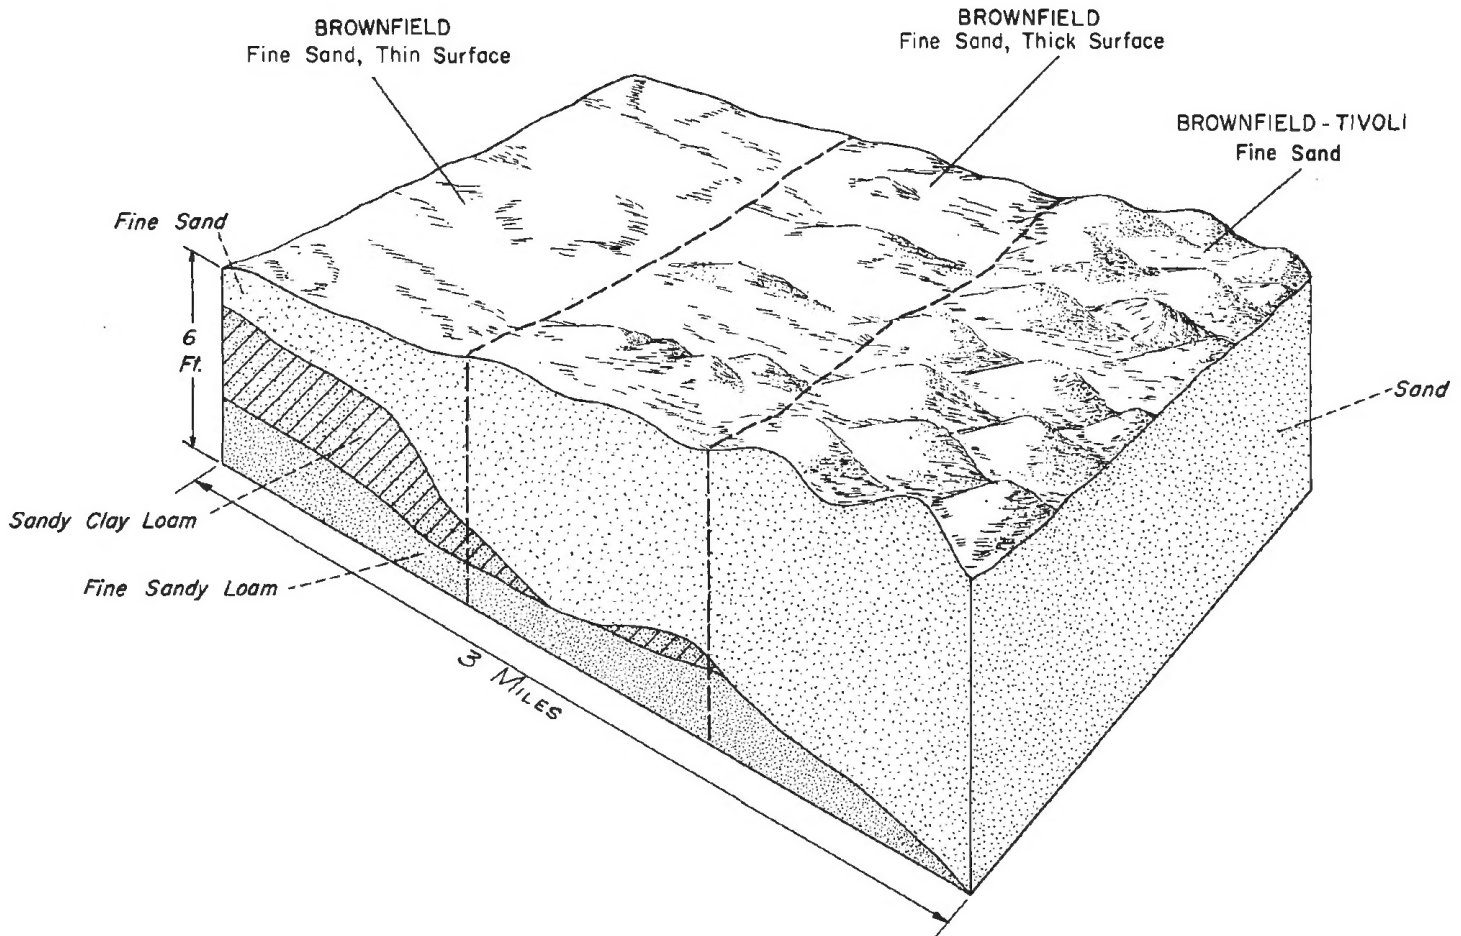 BROWNFIELD
Fine Sand, Thin Surface
BROWNFIELD
Fine Sand, Thick Surface
BROWNFIELD - TIVOLI
Fine Sand
Fine Sand
6
Ft.
Sand
Sandy Clay Loam
Fine Sandy Loam
3 MILES